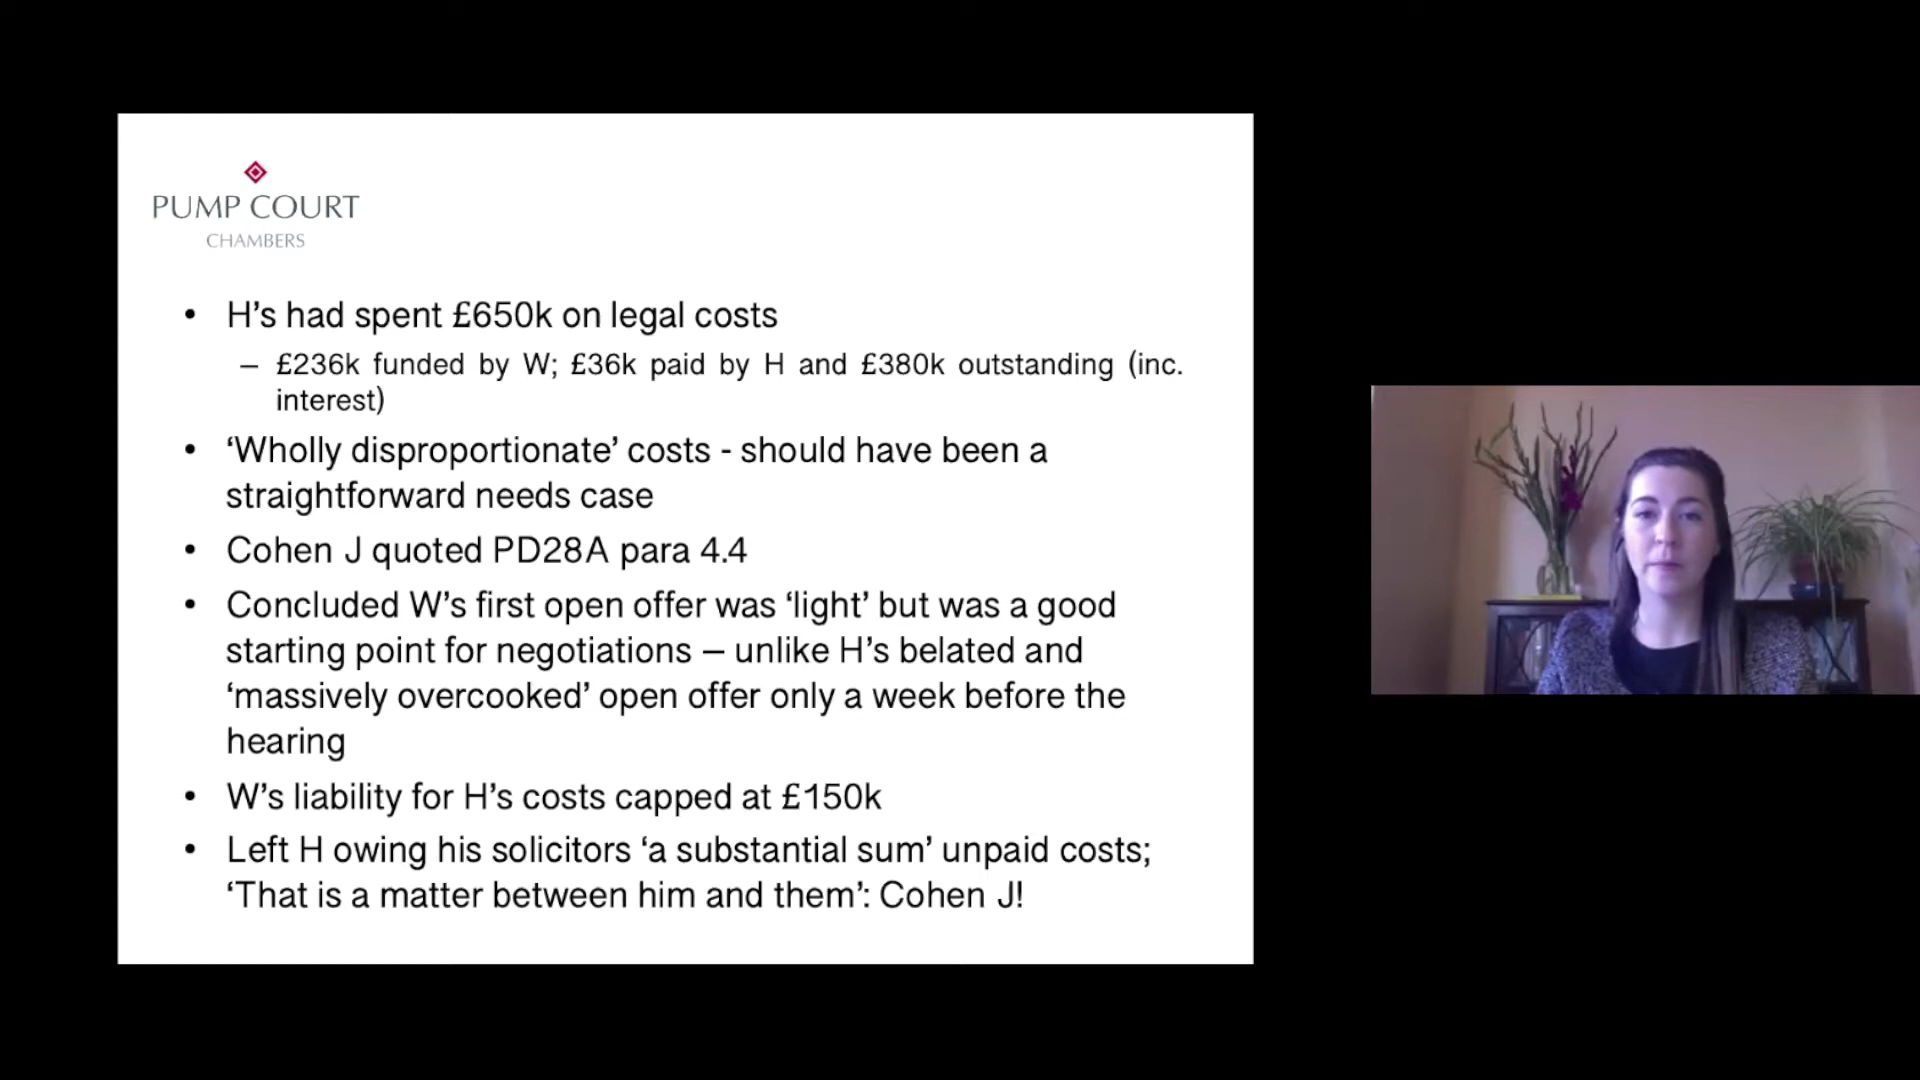 PUMP COURT
CHAMBERS
• H’s had spent £650k on legal costs
– £236k funded by W; £36k paid by H and £380k outstanding (inc.
interest)
• ‘Wholly disproportionate’ costs - should have been a
straightforward needs case
• Cohen J quoted PD28A para 4.4
• Concluded W’s first open offer was ‘light’ but was a good
starting point for negotiations – unlike H’s belated and
‘massively overcooked’ open offer only a week before the
hearing
• W’s liability for H’s costs capped at £150k
• Left H owing his solicitors ‘a substantial sum’ unpaid costs;
‘That is a matter between him and them’: Cohen J!